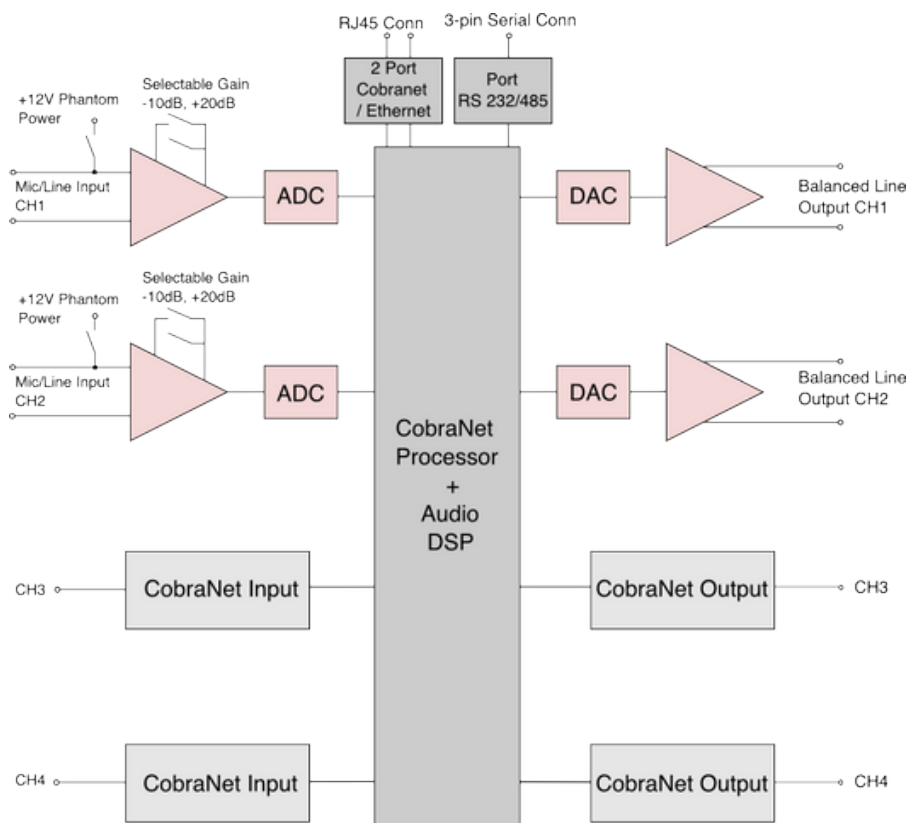 RJ45 Conn
3-pin Serial Conn
2 Port
Cobranet
/ Ethernet
Port
RS 232/485
Selectable Gain
-10dB, +20dB
+12V Phantom
Power
Mic/Line Input
CH1
ADC
DAC
Balanced Line
Output CH1
Selectable Gain
-10dB, +20dB
+12V Phantom
Power
Mic/Line Input
CH2
ADC
DAC
Balanced Line
Output CH2
CobraNet
Processor
+
Audio
DSP
CH3
CobraNet Input
CobraNet Output
CH3
CH4
CobraNet Input
CobraNet Output
CH4